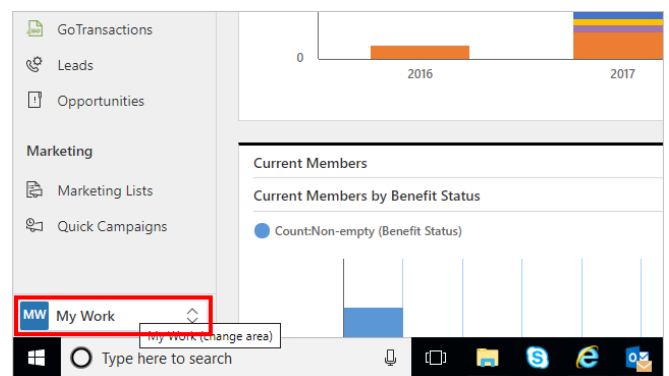 GoTransactions
Leads
Opportunities
Marketing
Marketing Lists
Quick Campaigns
MW My Work
My Work (change area)
0
2016 2017
Current Members
Current Members by Benefit Status
Count:Non-empty (Benefit Status)
Type here to search